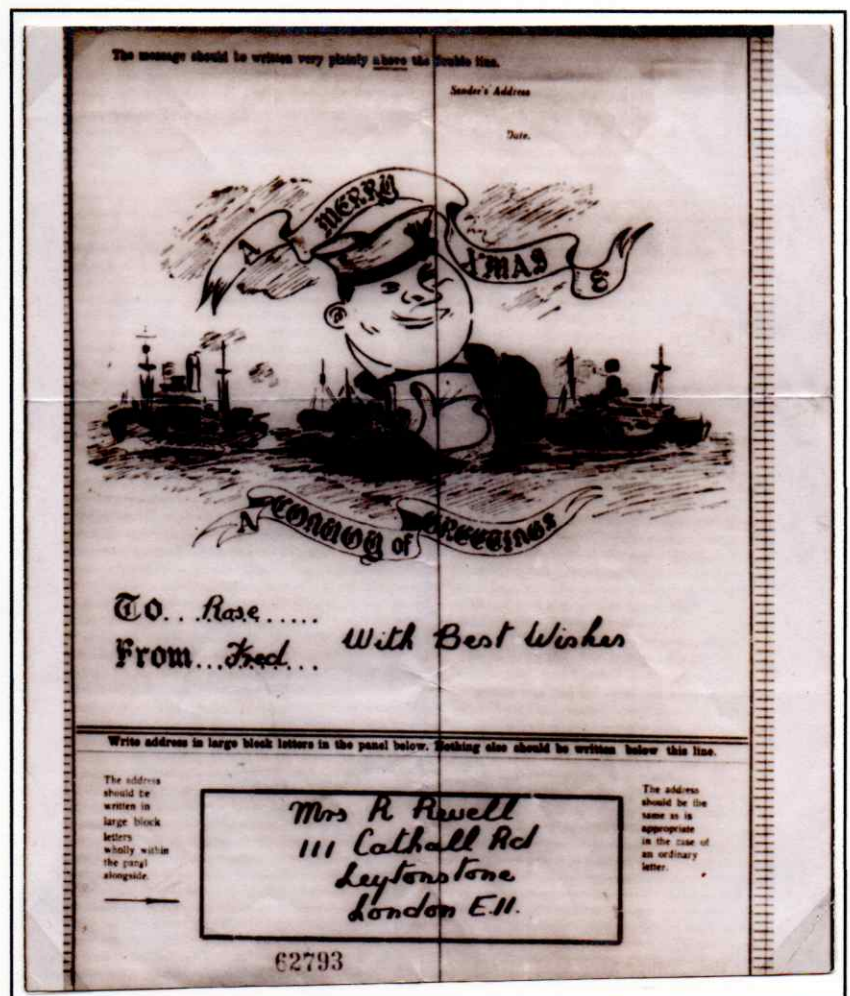 The message should be written very plainly above the double line.
Sender's Address
Date.
A MERRY XMAS &
A CONVOY of GREETINGS
To... Rose.....
From... Fred... With Best Wishes
Write address in large block letters in the panel below. Nothing else should be written below this line.
The address
should be
written in
large block
letters
wholly within
the panel
alongside.
Mrs R Rewell
111 Cathall Rd
Leytonstone
London E.11.
The address
should be the
same as is
appropriate
in the case of
an ordinary
letter.
62793